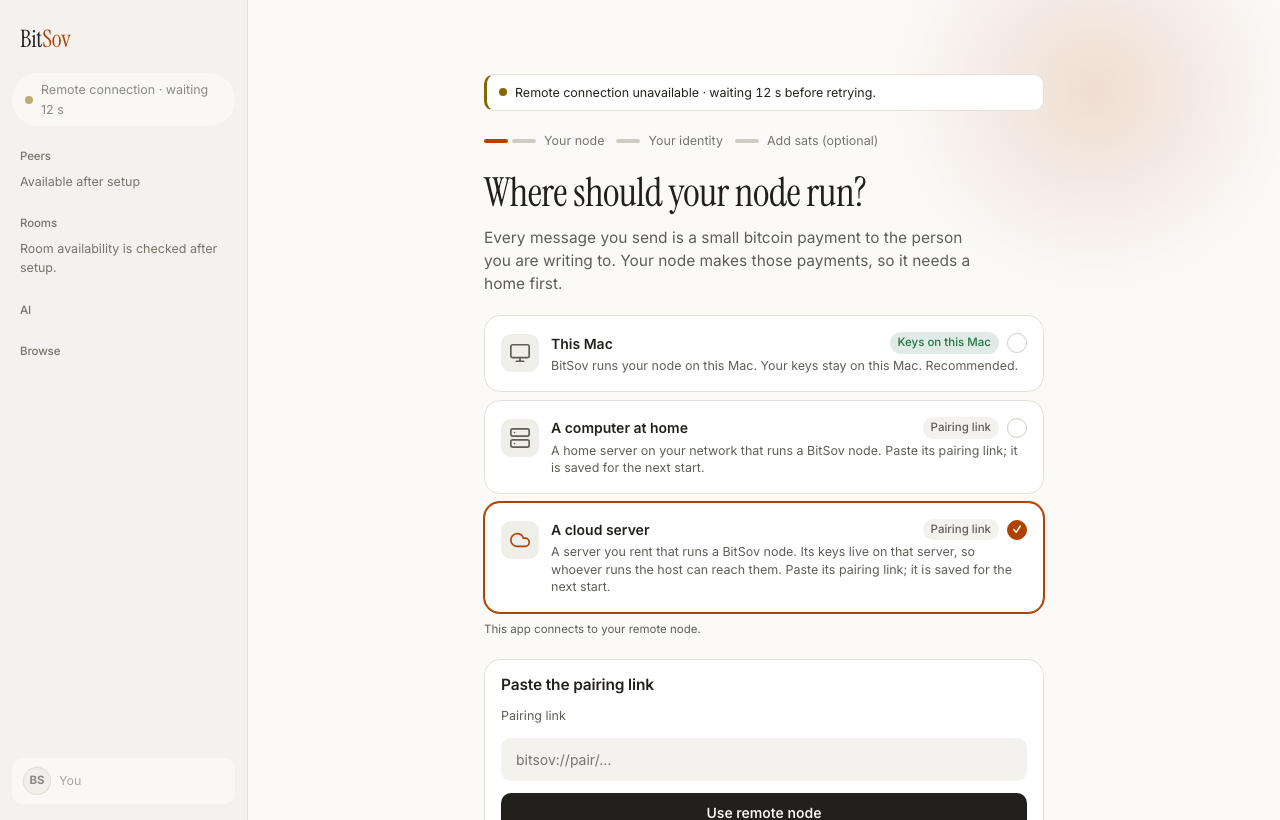 BitSov
Remote connection · waiting
12 s
Peers
Available after setup
Rooms
Room availability is checked after
setup.
AI
Browse
BS You
Remote connection unavailable · waiting 12 s before retrying.
Your node Your identity Add sats (optional)
Where should your node run?
Every message you send is a small bitcoin payment to the person
you are writing to. Your node makes those payments, so it needs a
home first.
This Mac Keys on this Mac
BitSov runs your node on this Mac. Your keys stay on this Mac. Recommended.
A computer at home Pairing link
A home server on your network that runs a BitSov node. Paste its pairing link; it
is saved for the next start.
A cloud server Pairing link
A server you rent that runs a BitSov node. Its keys live on that server, so
whoever runs the host can reach them. Paste its pairing link; it is saved for the
next start.
This app connects to your remote node.
Paste the pairing link
Pairing link
bitsov://pair/...
Use remote node